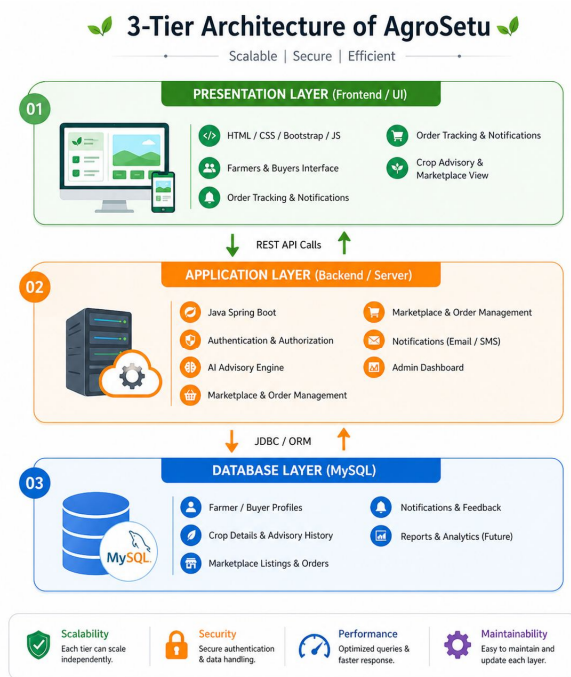 3-Tier Architecture of AgroSetu
Scalable | Secure | Efficient
01
PRESENTATION LAYER (Frontend / UI)
</> HTML / CSS / Bootstrap / JS
Farmers & Buyers Interface
Order Tracking & Notifications
Order Tracking & Notifications
Crop Advisory &
Marketplace View
REST API Calls
02
APPLICATION LAYER (Backend / Server)
Java Spring Boot
Authentication & Authorization
AI Advisory Engine
Marketplace & Order Management
Marketplace & Order Management
Notifications (Email / SMS)
Admin Dashboard
JDBC / ORM
03
DATABASE LAYER (MySQL)
MySQL
Farmer / Buyer Profiles
Crop Details & Advisory History
Marketplace Listings & Orders
Notifications & Feedback
Reports & Analytics (Future)
Scalability
Each tier can scale
independently.
Security
Secure authentication
& data handling.
Performance
Optimized queries &
faster response.
Maintainability
Easy to maintain and
update each layer.